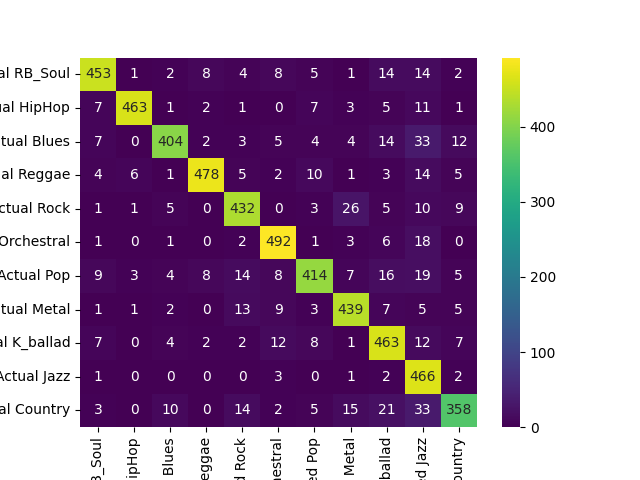 al RB_Soul 453 1 2 8 4 8 5 1 14 14 2
ual HipHop 7 463 1 2 1 0 7 3 5 11 1
ctual Blues 7 0 404 2 3 5 4 4 14 33 12 400
al Reggae 4 6 1 478 5 2 10 1 3 14 5
Actual Rock 1 1 5 0 432 0 3 26 5 10 9 300
Orchestral 1 0 1 0 2 492 1 3 6 18 0
Actual Pop 9 3 4 8 14 8 414 7 16 19 5 200
tual Metal 1 1 2 0 13 9 3 439 7 5 5
al K_ballad 7 0 4 2 2 12 8 1 463 12 7 100
Actual Jazz 1 0 0 0 0 3 0 1 2 466 2
al Country 3 0 10 0 14 2 5 15 21 33 358 0
B_Soul HipHop Blues eggae d Rock hestral ed Pop Metal ballad ed Jazz ountry